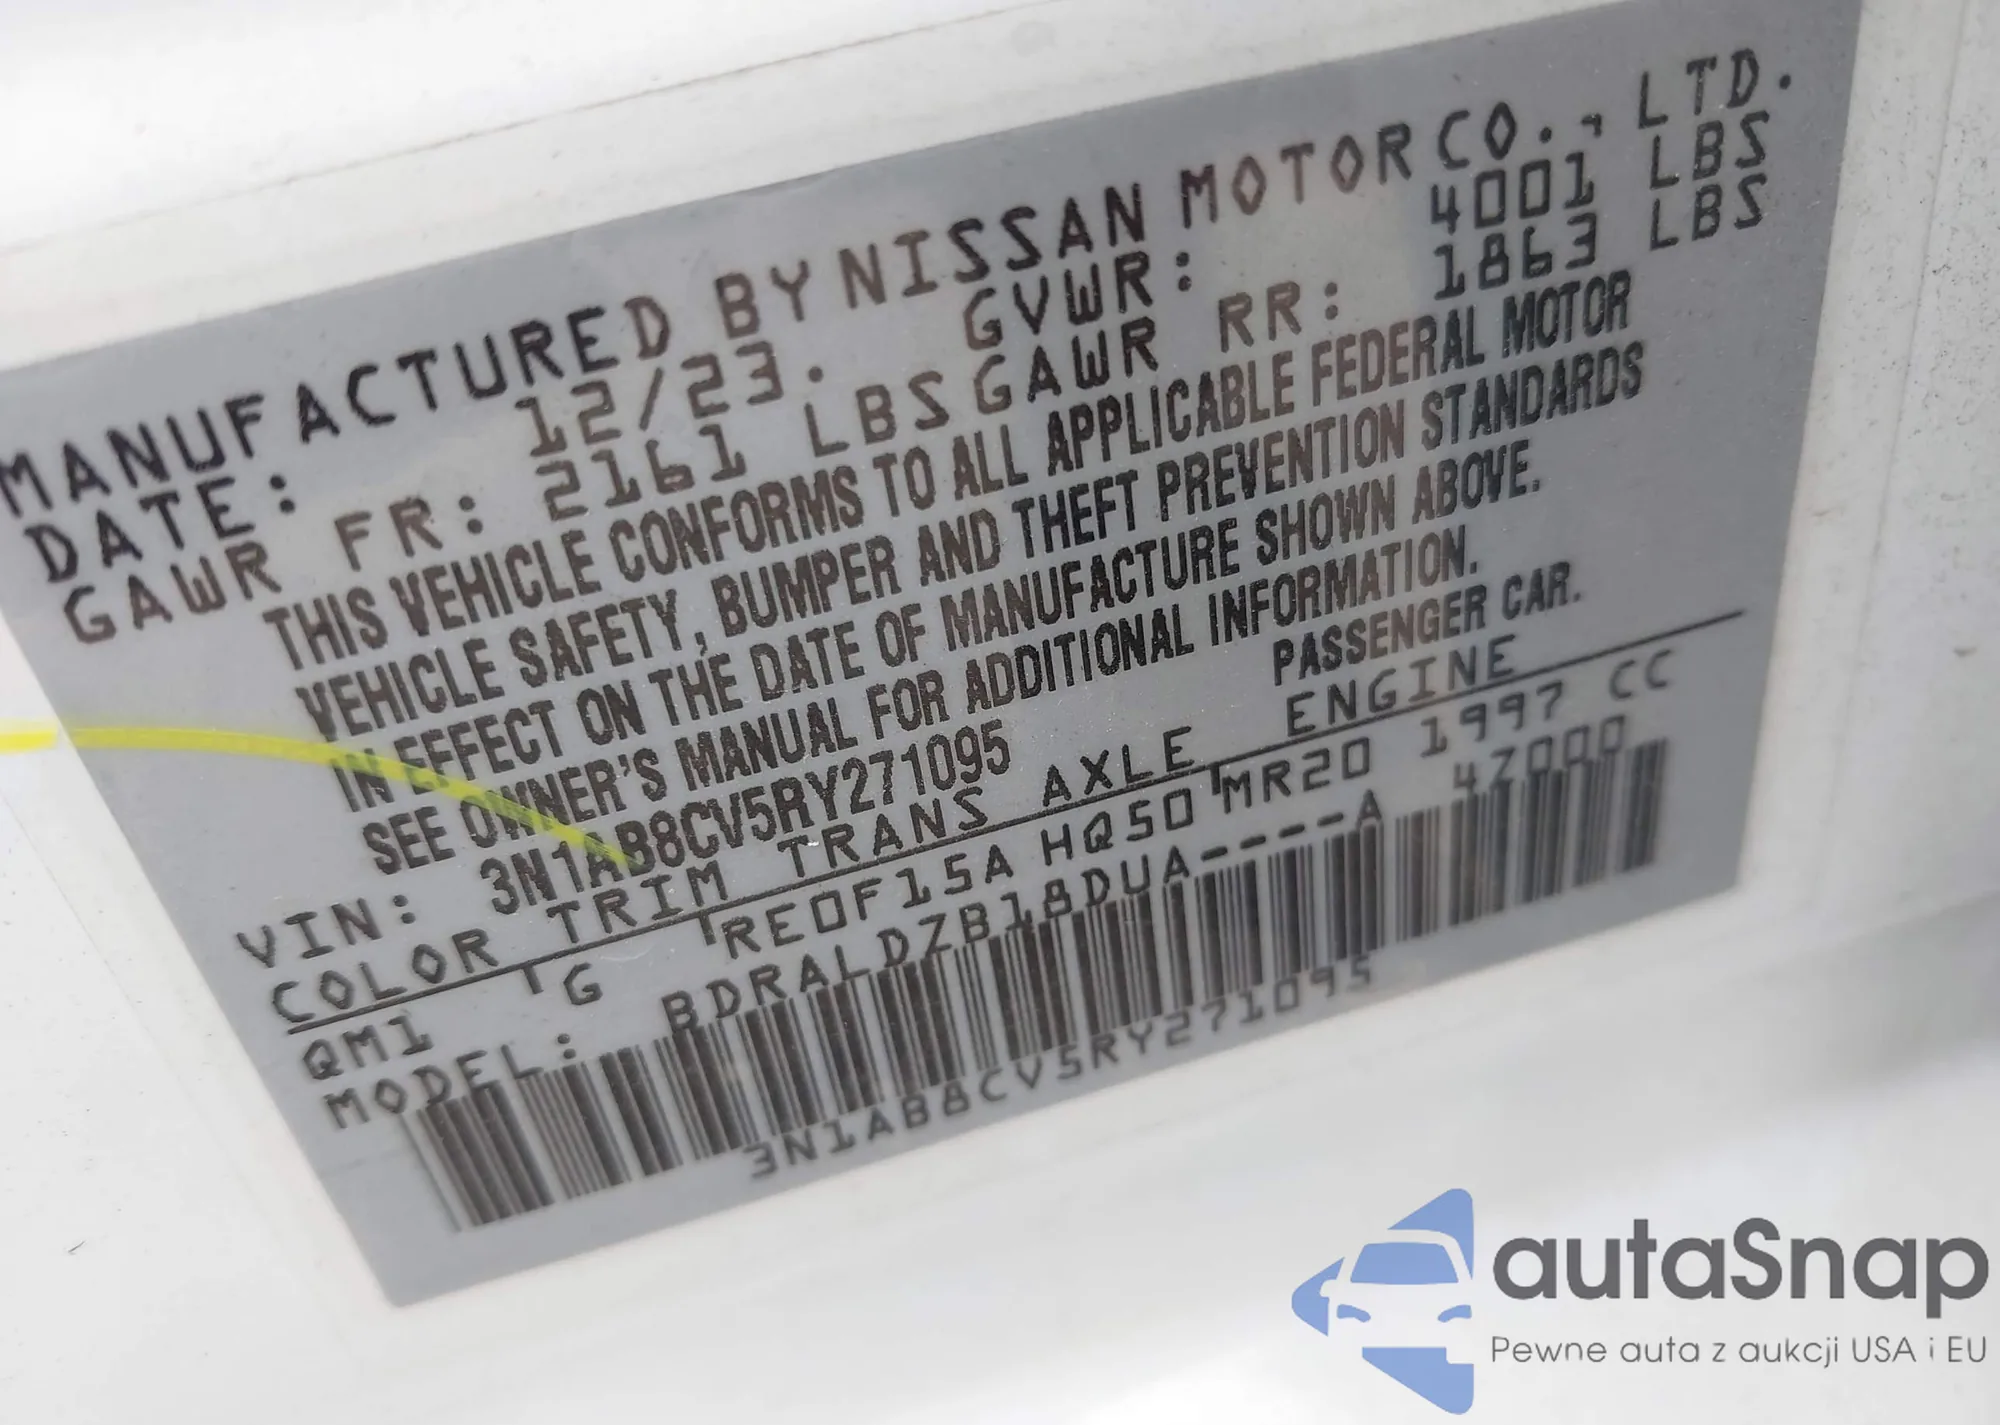 MANUFACTURED BY NISSAN MOTOR CO., LTD.
DATE: 12/23. GVWR: 4001 LBS
GAWR FR: 2161 LBS GAWR RR: 1863 LBS
THIS VEHICLE CONFORMS TO ALL APPLICABLE FEDERAL MOTOR
VEHICLE SAFETY, BUMPER AND THEFT PREVENTION STANDARDS
IN EFFECT ON THE DATE OF MANUFACTURE SHOWN ABOVE.
SEE OWNER'S MANUAL FOR ADDITIONAL INFORMATION.
VIN: 3N1AB8CV5RY271095 PASSENGER CAR.
COLOR TRIM TRANS AXLE ENGINE
QM1 G RE0F15A HQ50 MR20 1997 CC
MODEL: BDRALDZB18DUA----A 4Z000
3N1AB8CV5RY271095
autaSnap
Pewne auta z aukcji USA i EU